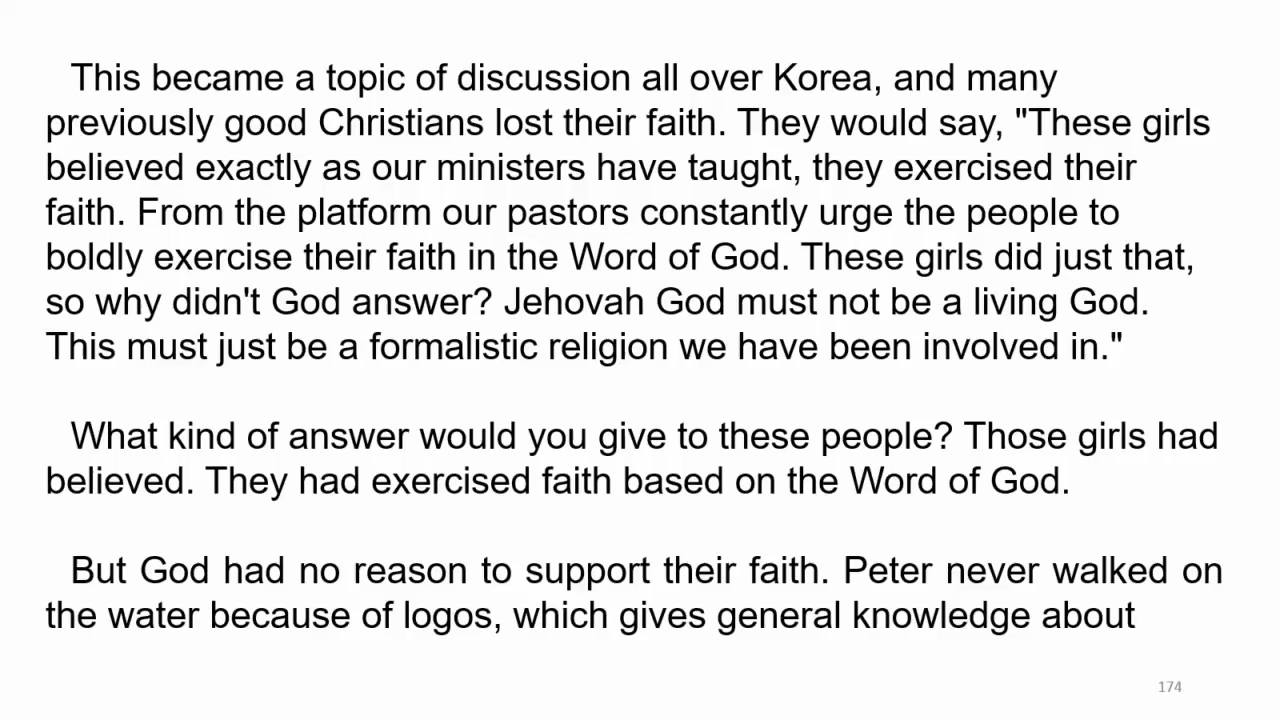 This became a topic of discussion all over Korea, and many
previously good Christians lost their faith. They would say, "These girls
believed exactly as our ministers have taught, they exercised their
faith. From the platform our pastors constantly urge the people to
boldly exercise their faith in the Word of God. These girls did just that,
so why didn't God answer? Jehovah God must not be a living God.
This must just be a formalistic religion we have been involved in."
What kind of answer would you give to these people? Those girls had
believed. They had exercised faith based on the Word of God.
But God had no reason to support their faith. Peter never walked on
the water because of logos, which gives general knowledge about
174